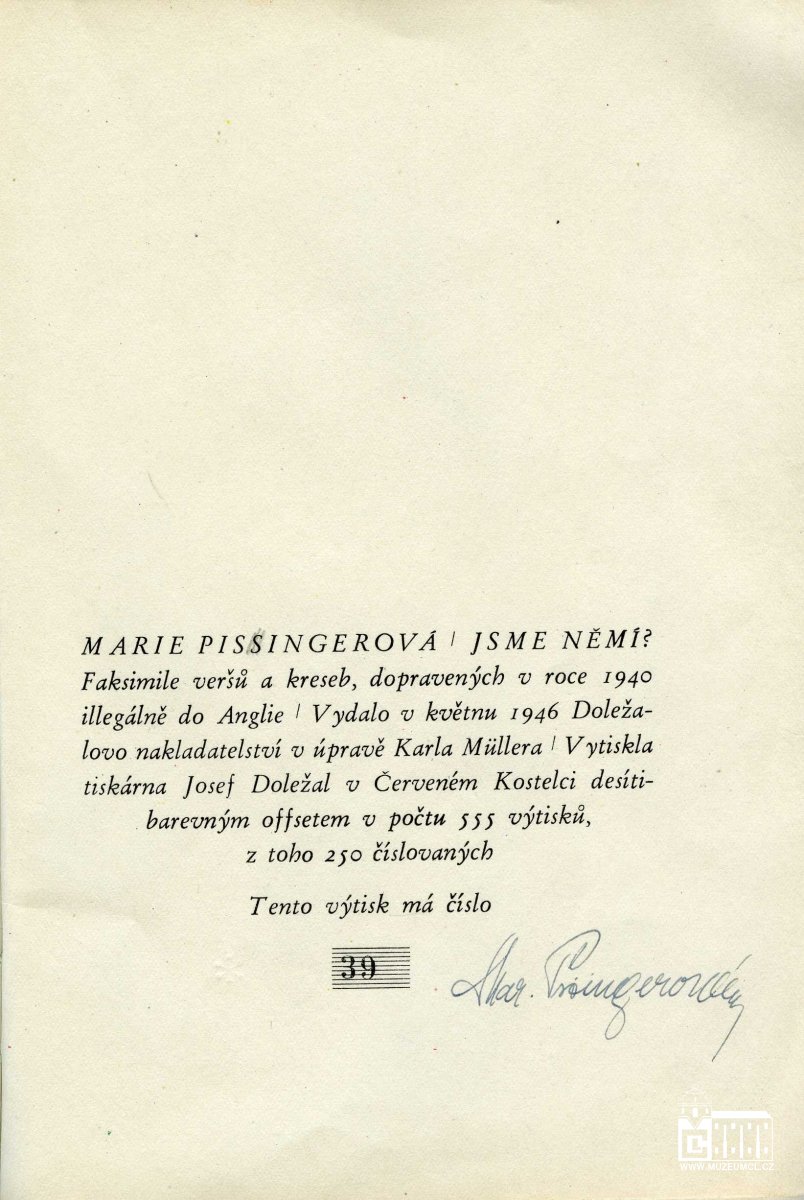 MARIE PISSINGEROVÁ / JSME NĚMÍ?
Faksimile veršů a kreseb, dopravených v roce 1940
illegálně do Anglie / Vydalo v květnu 1946 Doleža-
lovo nakladatelství v úpravě Karla Müllera / Vytiskla
tiskárna Josef Doležal v Červeném Kostelci desíti-
barevným offsetem v počtu 555 výtisků,
z toho 250 číslovaných
Tento výtisk má číslo
39
Mar. Pisingerová
WWW.MUZEUMCL.CZ